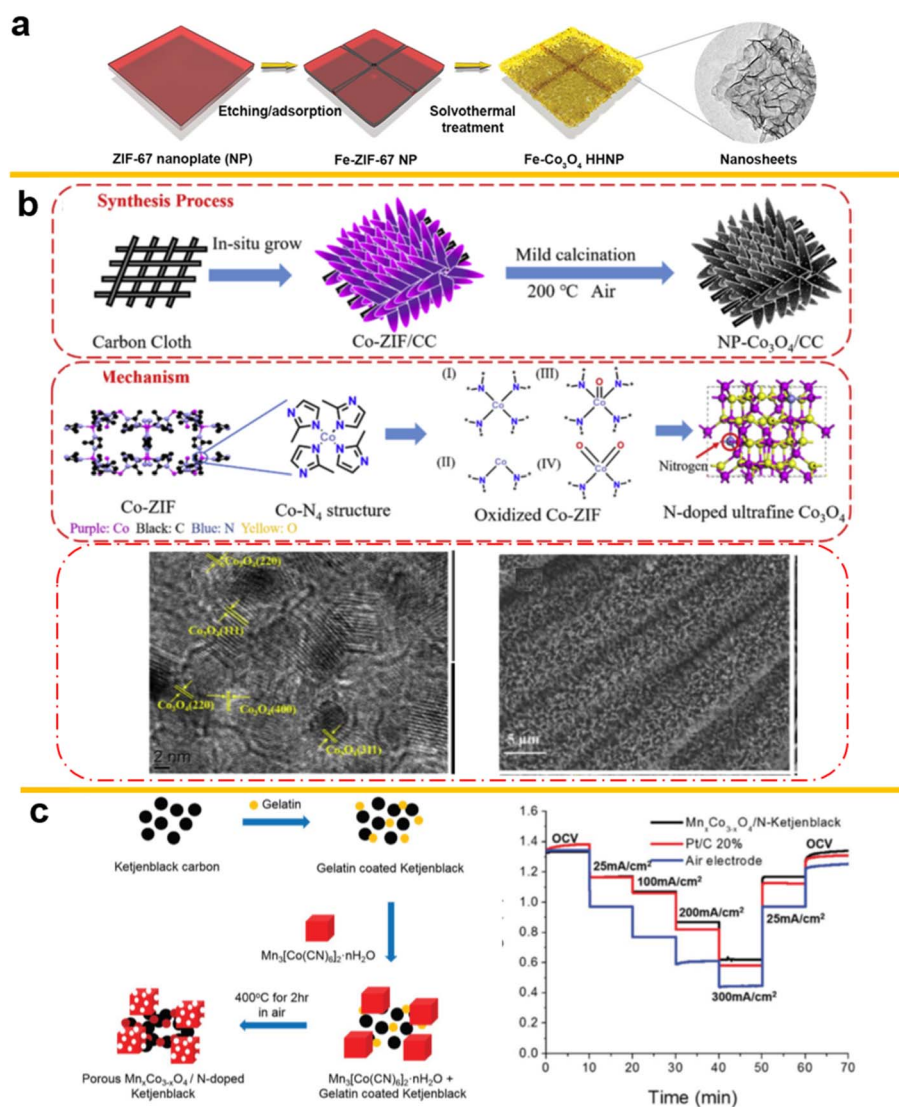 a
Etching/adsorption
Solvothermal
treatment
ZIF-67 nanoplate (NP)
Fe-ZIF-67 NP
Fe-Co₃O₄ HHNP
Nanosheets
b
Synthesis Process
In-situ grow
Mild calcination
200 ℃ Air
Carbon Cloth
Co-ZIF/CC
NP-Co₃O₄/CC
Mechanism
(I)
(III)
(II)
(IV)
Nitrogen
Co-ZIF
Co-N₄ structure
Oxidized Co-ZIF
N-doped ultrafine Co₃O₄
Purple: Co Black: C Blue: N Yellow: O
Co₃O₄(220)
Co₃O₄(111)
Co₃O₄(220)
Co₃O₄(400)
Co₃O₄(311)
2 nm
5 μm
c
Gelatin
Ketjenblack carbon
Gelatin coated Ketjenblack
Mn₃[Co(CN)₆]₂·nH₂O
400°C for 2hr
in air
Porous MnₓCo₃₋ₓO₄ / N-doped
Ketjenblack
Mn₃[Co(CN)₆]₂·nH₂O +
Gelatin coated Ketjenblack
MnₓCo₃₋ₓO₄/N-Ketjenblack
Pt/C 20%
Air electrode
OCV
25mA/cm²
100mA/cm²
200mA/cm²
300mA/cm²
25mA/cm²
OCV
1.6
1.4
1.2
1.0
0.8
0.6
0.4
0.2
0.0
0 10 20 30 40 50 60 70
Time (min)